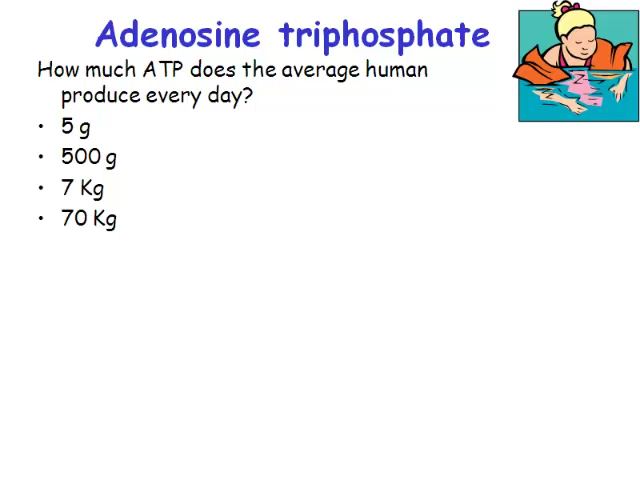 Adenosine triphosphate
How much ATP does the average human
produce every day?
• 5 g
• 500 g
• 7 Kg
• 70 Kg